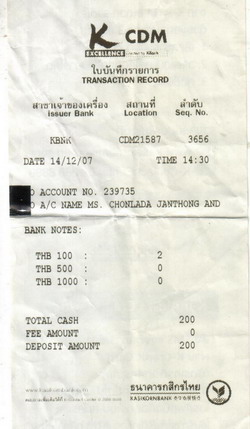 K CDM
EXCELLENCE
ใบบันทึกรายการ
TRANSACTION RECORD
สาขาเจ้าของเครื่อง สถานที่ ลำดับ
Issuer Bank Location Seq. No.
KBNK CDM21587 3656
DATE 14/12/07 TIME 14:30
O ACCOUNT NO. 239735
O A/C NAME MS. CHONLADA JANTHONG AND
BANK NOTES:
THB 100 : 2
THB 500 : 0
THB 1000 : 0
TOTAL CASH 200
FEE AMOUNT 0
DEPOSIT AMOUNT 200
ธนาคารกสิกรไทย
KASIKORNBANK